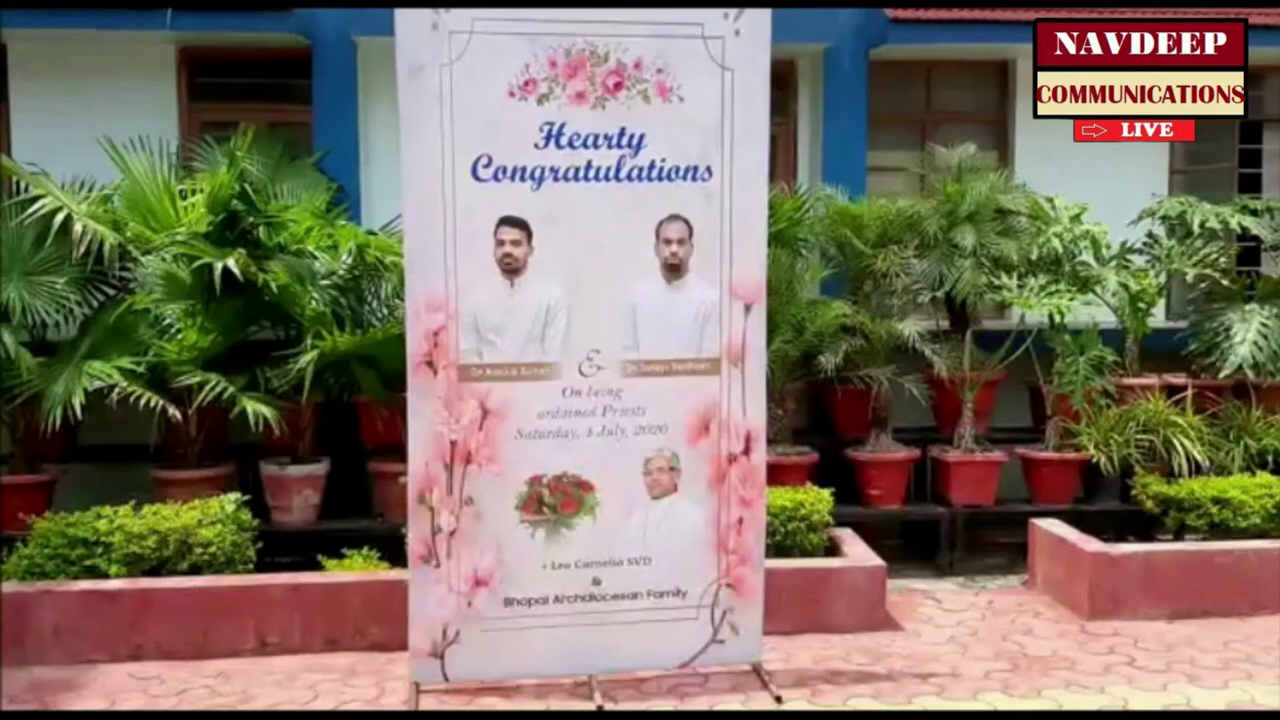 NAVDEEP
COMMUNICATIONS
LIVE
Hearty
Congratulations
&
On being
ordained Priests
Saturday, 4 July, 2020
+ Leo Cornelio SVD
&
Bhopal Archdiocesan Family